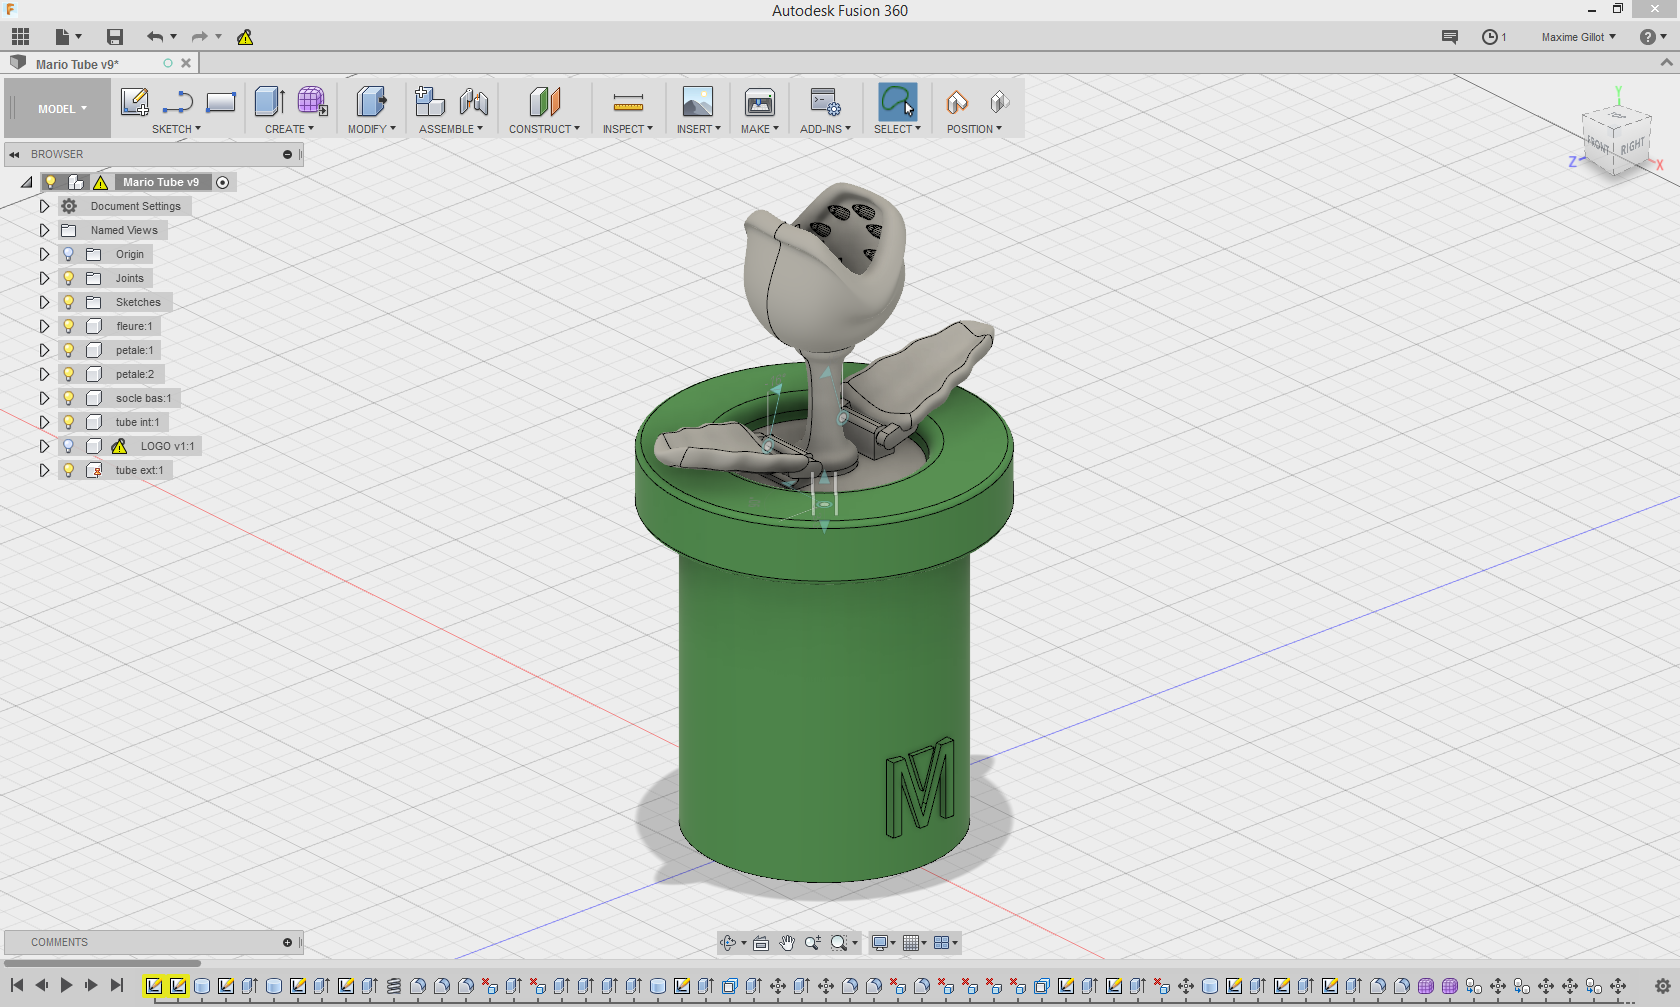 F
Autodesk Fusion 360
1
Maxime Gillot
?
Mario Tube v9*
MODEL
SKETCH
CREATE
MODIFY
ASSEMBLE
CONSTRUCT
INSPECT
INSERT
MAKE
ADD-INS
SELECT
POSITION
Y
FRONT
RIGHT
Z
X
BROWSER
Mario Tube v9
Document Settings
Named Views
Origin
Joints
Sketches
fleure:1
petale:1
petale:2
socle bas:1
tube int:1
LOGO v1:1
tube ext:1
M
COMMENTS